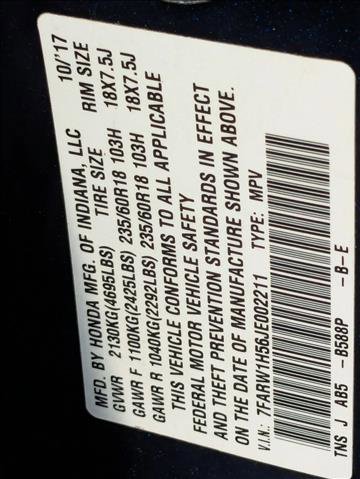 MFD. BY HONDA MFG. OF INDIANA, LLC 10/'17
GVWR 2130KG(4695LBS) TIRE SIZE RIM SIZE
GAWR F 1100KG(2425LBS) 235/60R18 103H 18X7.5J
GAWR R 1040KG(2292LBS) 235/60R18 103H 18X7.5J
THIS VEHICLE CONFORMS TO ALL APPLICABLE
FEDERAL MOTOR VEHICLE SAFETY
AND THEFT PREVENTION STANDARDS IN EFFECT
ON THE DATE OF MANUFACTURE SHOWN ABOVE.
V.I.N.: 7FARW1H56JE002211 TYPE: MPV
TNS J AB5 -B588P -B-E